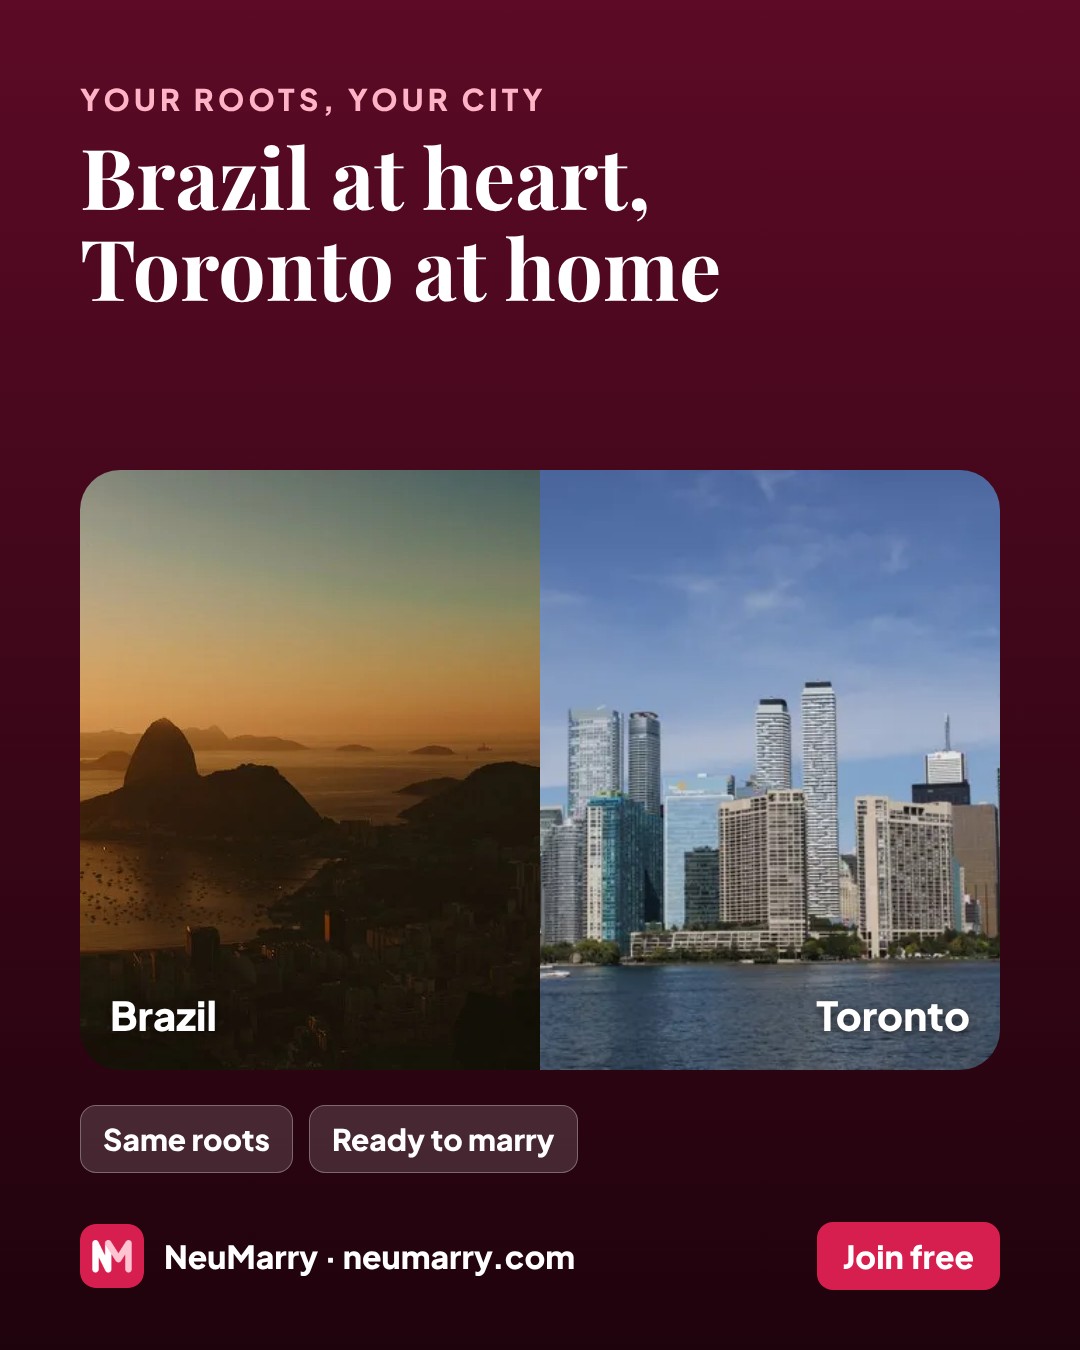 YOUR ROOTS, YOUR CITY
Brazil at heart,
Toronto at home
Brazil
Toronto
Same roots
Ready to marry
NM
NeuMarry · neumarry.com
Join free